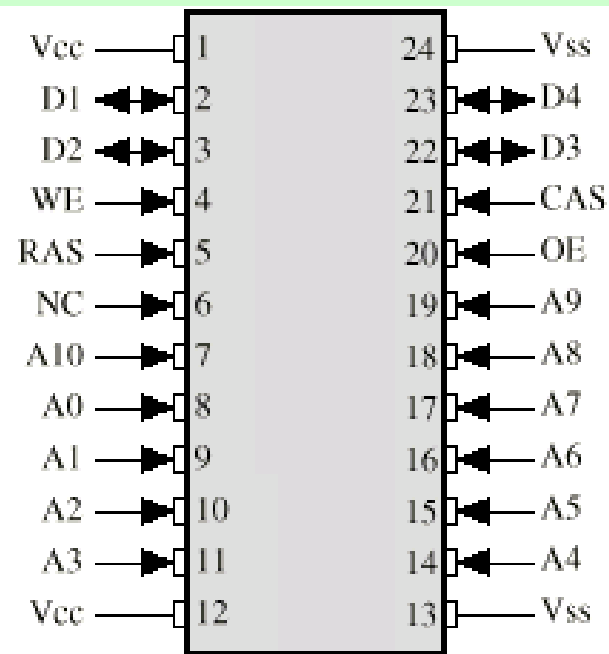 Vcc 1 24 Vss
D1 2 23 D4
D2 3 22 D3
WE 4 21 CAS
RAS 5 20 OE
NC 6 19 A9
A10 7 18 A8
A0 8 17 A7
A1 9 16 A6
A2 10 15 A5
A3 11 14 A4
Vcc 12 13 Vss